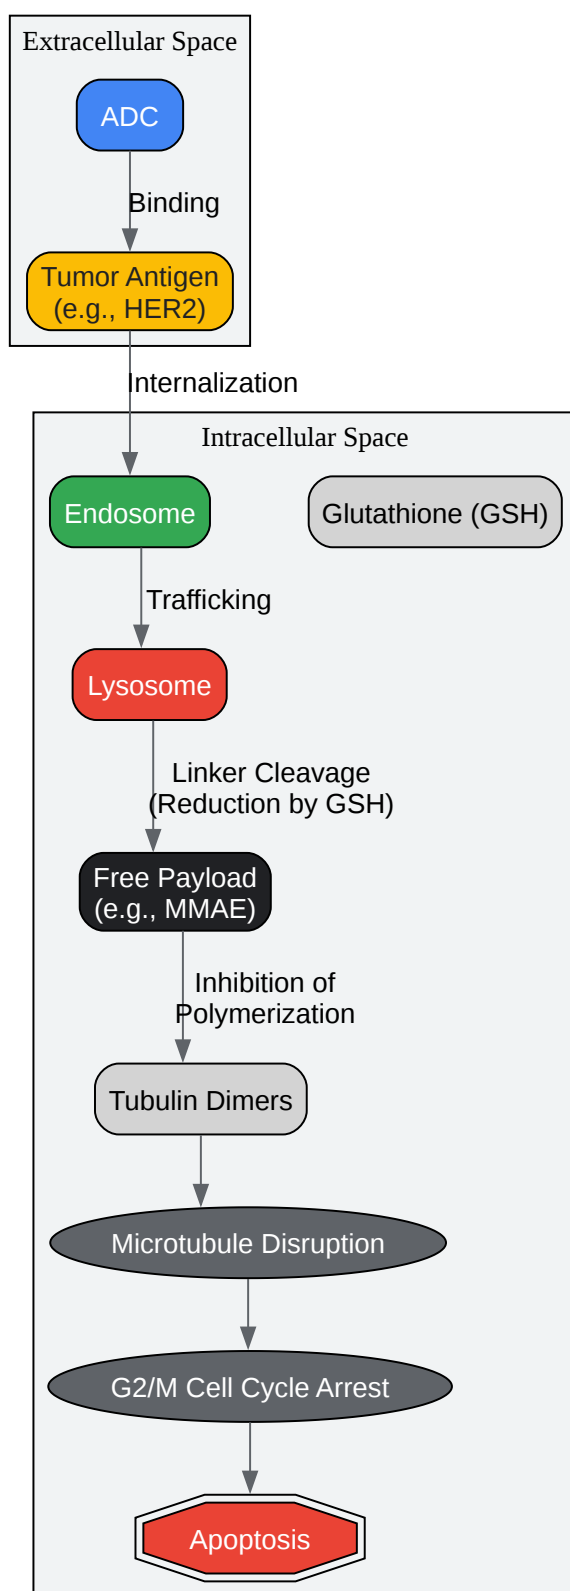 Extracellular Space
ADC
Binding
Tumor Antigen
(e.g., HER2)
Internalization
Intracellular Space
Endosome
Glutathione (GSH)
Trafficking
Lysosome
Linker Cleavage
(Reduction by GSH)
Free Payload
(e.g., MMAE)
Inhibition of
Polymerization
Tubulin Dimers
Microtubule Disruption
G2/M Cell Cycle Arrest
Apoptosis